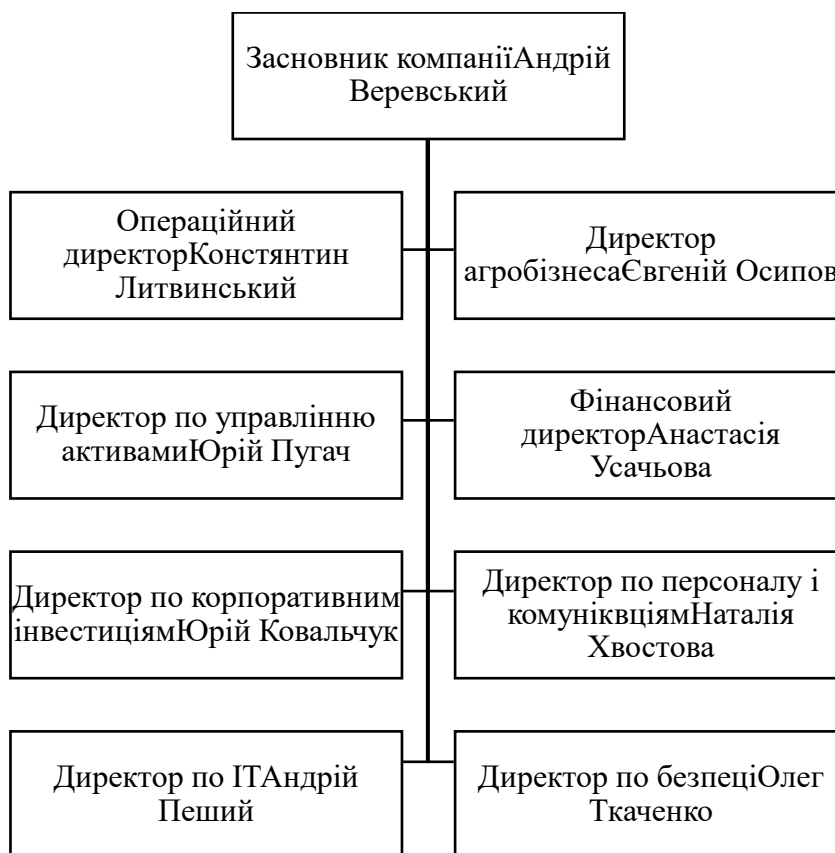 Засновник компаніїАндрій
Веревський
Операційний
директорКонстянтин
Литвинський
Директор
агробізнесаЄвгеній Осипов
Директор по управлінню
активамиЮрій Пугач
Фінансовий
директорАнастасія
Усачьова
Директор по корпоративним
інвестиціямЮрій Ковальчук
Директор по персоналу і
комуніквціямНаталія
Хвостова
Директор по ІТАндрій
Пеший
Директор по безпеціОлег
Ткаченко